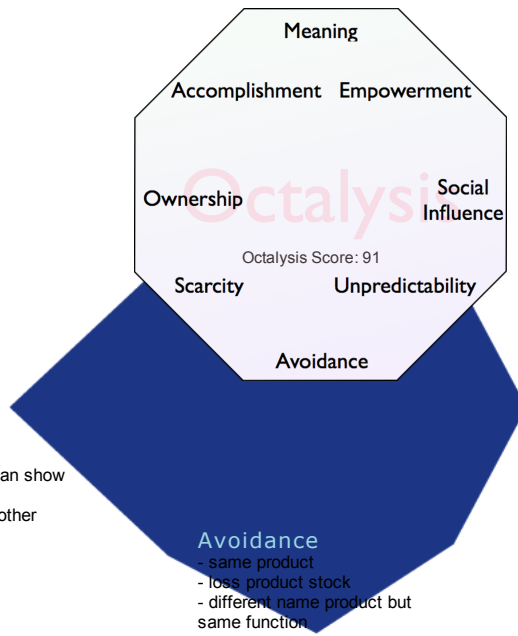 Meaning
Accomplishment Empowerment
Octalysis
Ownership
Social
Influence
Octalysis Score: 91
Scarcity Unpredictability
Avoidance
an show
other
Avoidance
- same product
- loss product stock
- different name product but
same function